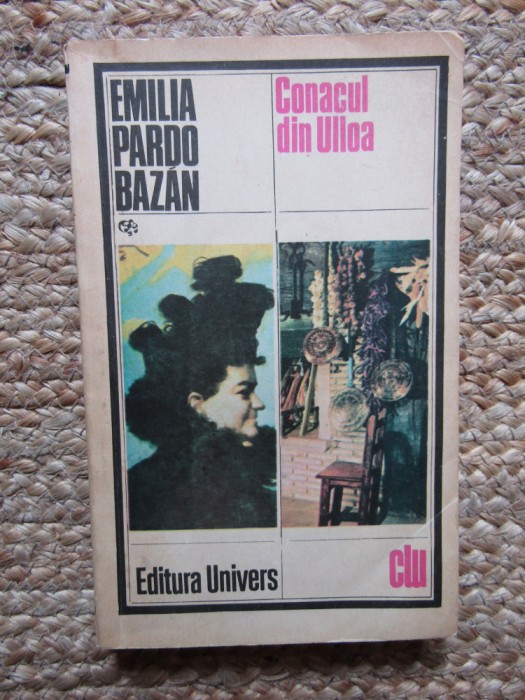 EMILIA
PARDO
BAZÁN
Conacul
din Ulloa
Editura Univers
clu